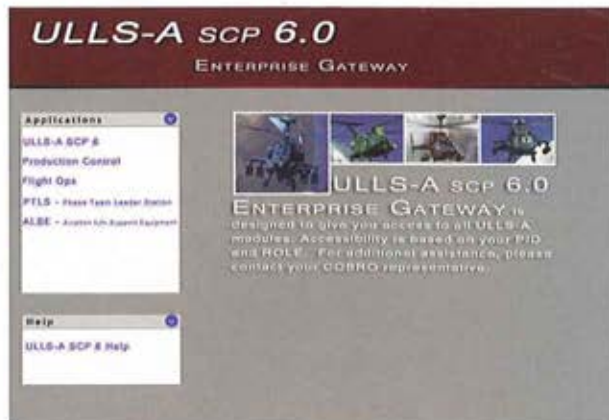 ULLS-A SCP 6.0
ENTERPRISE GATEWAY
Applications
ULLS-A SCP 6
Production Control
Flight Ops
PTLS - Phase Team Leader Station
ALSE - Aviation Life Support Equipment
Help
ULLS-A SCP 6 Help
ULLS-A SCP 6.0
ENTERPRISE GATEWAY is
designed to give you access to all ULLS-A
modules. Accessibility is based on your PID
and ROLE. For additional assistance, please
contact your COBRO representative.